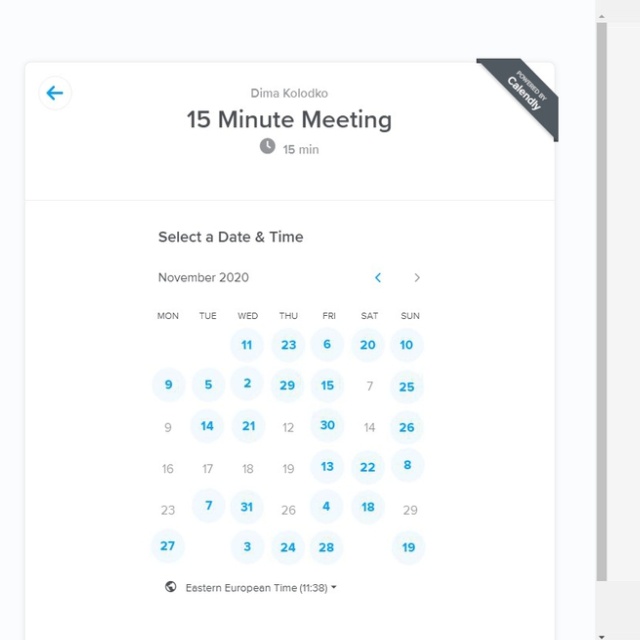 Dima Kolodko
15 Minute Meeting
15 min
POWERED BY
Calendly
Select a Date & Time
November 2020
MON TUE WED THU FRI SAT SUN
11 23 6 20 10
9 5 2 29 15 7 25
9 14 21 12 30 14 26
16 17 18 19 13 22 8
23 7 31 26 4 18 29
27 3 24 28 19
Eastern European Time (11:38)